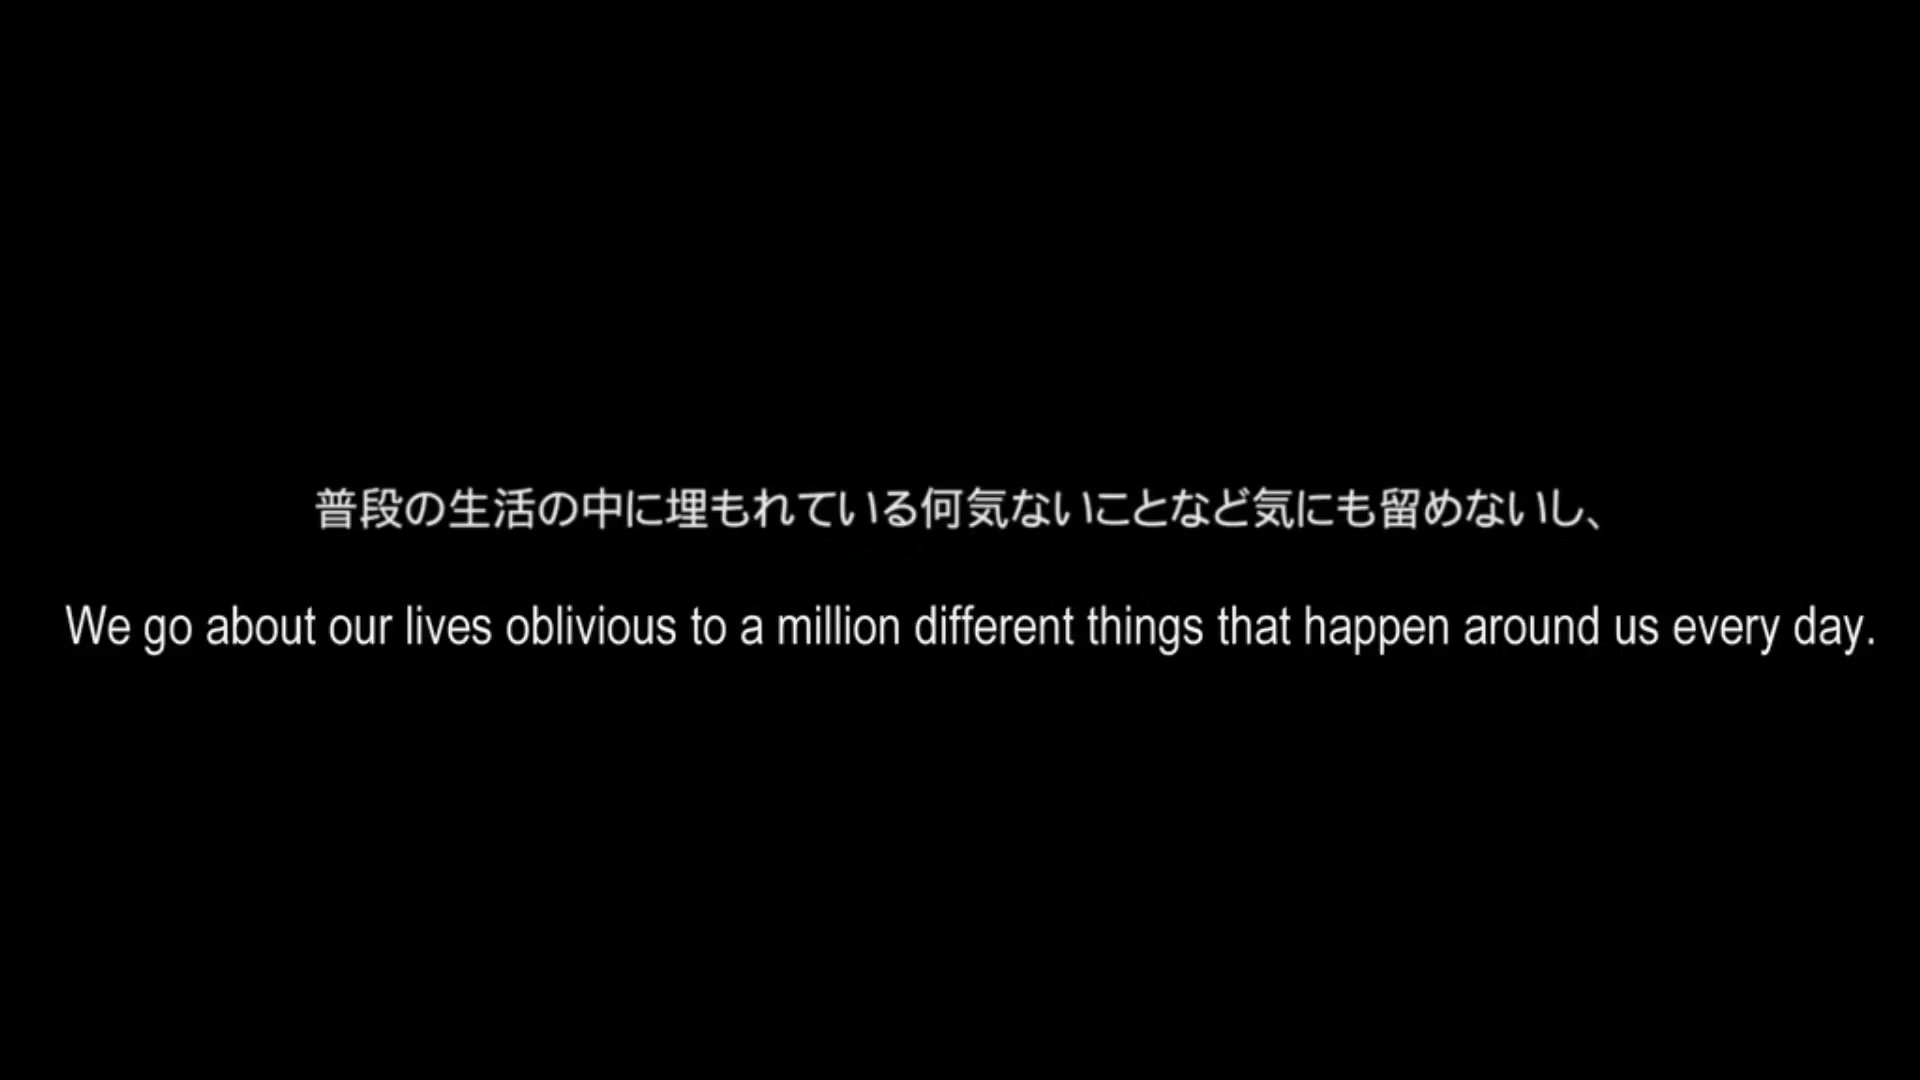 普段の生活の中に埋もれている何気ないことなど気にも留めないし、
We go about our lives oblivious to a million different things that happen around us every day.